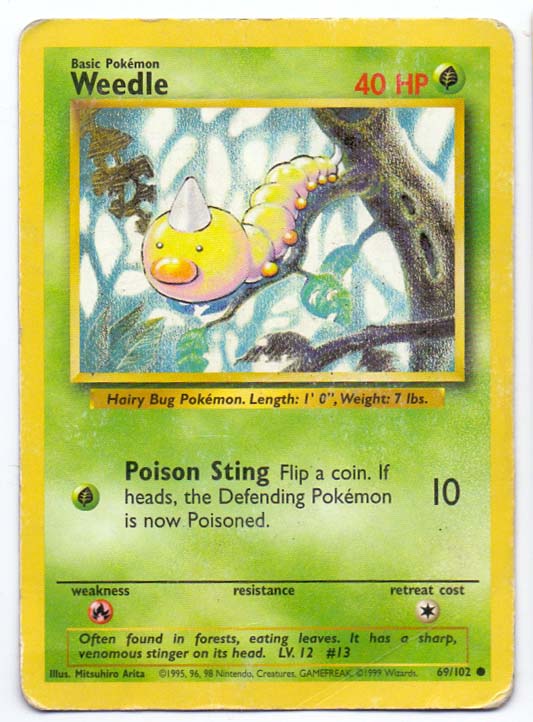 Basic Pokémon
Weedle
40 HP
Hairy Bug Pokémon. Length: 1' 0", Weight: 7 lbs.
Poison Sting Flip a coin. If
heads, the Defending Pokémon
is now Poisoned.
10
weakness resistance retreat cost
Often found in forests, eating leaves. It has a sharp,
venomous stinger on its head. LV. 12 #13
Illus. Mitsuhiro Arita ©1995, 96, 98 Nintendo, Creatures, GAMEFREAK. ©1999 Wizards. 69/102 ●